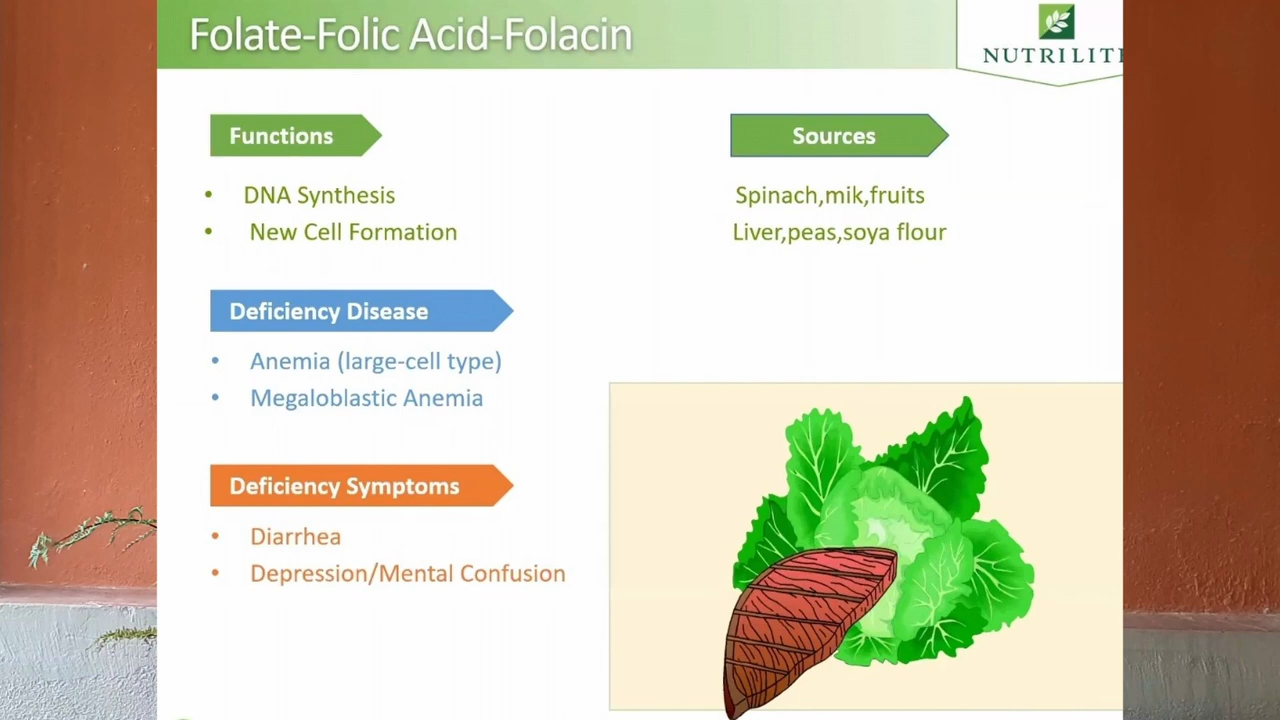 Folate-Folic Acid-Folacin
NUTRILITE
Functions
• DNA Synthesis
• New Cell Formation
Sources
Spinach,mik,fruits
Liver,peas,soya flour
Deficiency Disease
• Anemia (large-cell type)
• Megaloblastic Anemia
Deficiency Symptoms
• Diarrhea
• Depression/Mental Confusion